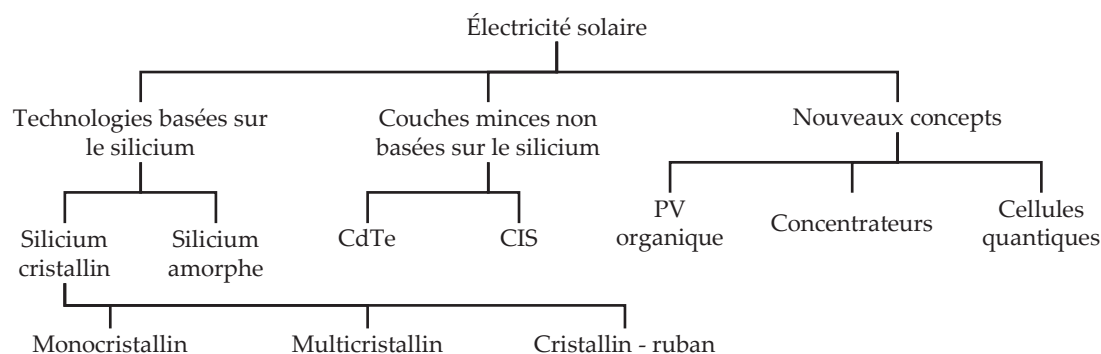 Électricité solaire
Technologies basées sur
le silicium
Couches minces non
basées sur le silicium
Nouveaux concepts
Silicium
cristallin
Silicium
amorphe
CdTe
CIS
PV
organique
Concentrateurs
Cellules
quantiques
Monocristallin
Multicristallin
Cristallin - ruban